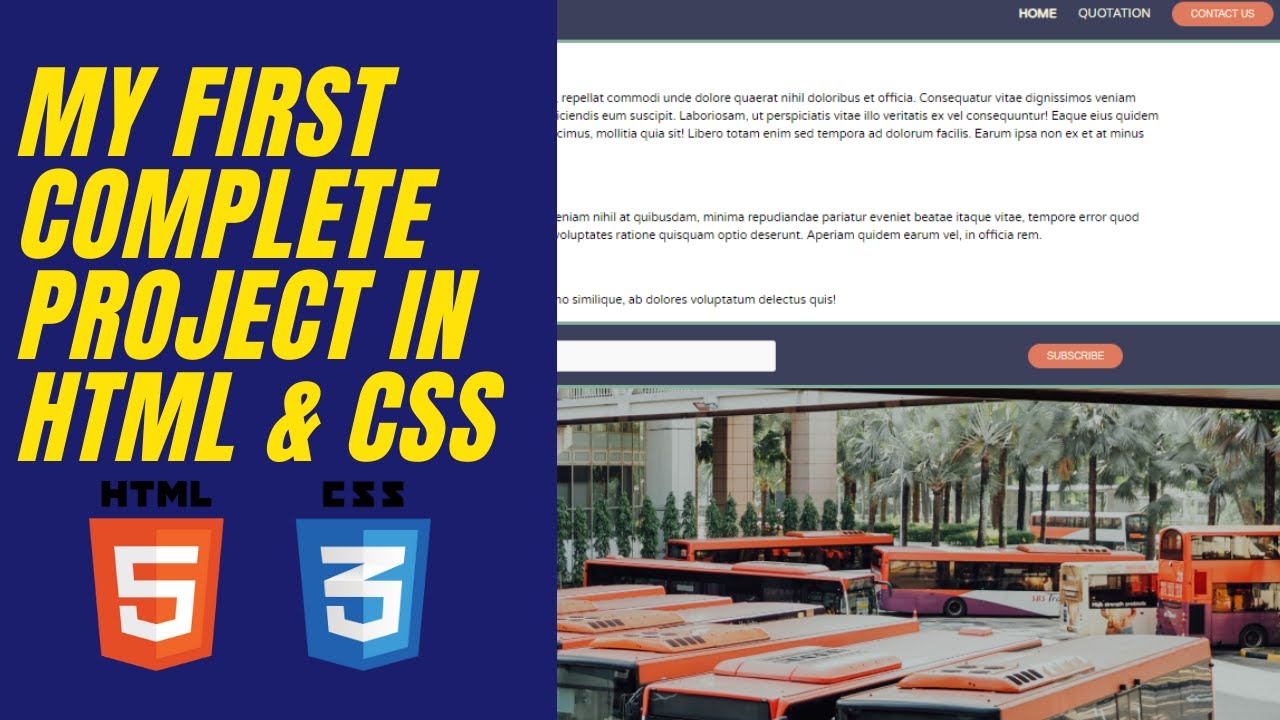 MY FIRST
COMPLETE
PROJECT IN
HTML & CSS
HTML
5
CSS
3
HOME QUOTATION CONTACT US
, repellat commodi unde dolore quaerat nihil doloribus et officia. Consequatur vitae dignissimos veniam
iciendis eum suscipit. Laboriosam, ut perspiciatis vitae illo veritatis ex vel consequuntur! Eaque eius quidem
cimus, mollitia quia sit! Libero totam enim sed tempora ad dolorum facilis. Earum ipsa non ex et at minus
eniam nihil at quibusdam, minima repudiandae pariatur eveniet beatae itaque vitae, tempore error quod
voluptates ratione quisquam optio deserunt. Aperiam quidem earum vel, in officia rem.
no similique, ab dolores voluptatum delectus quis!
SUBSCRIBE
SBS